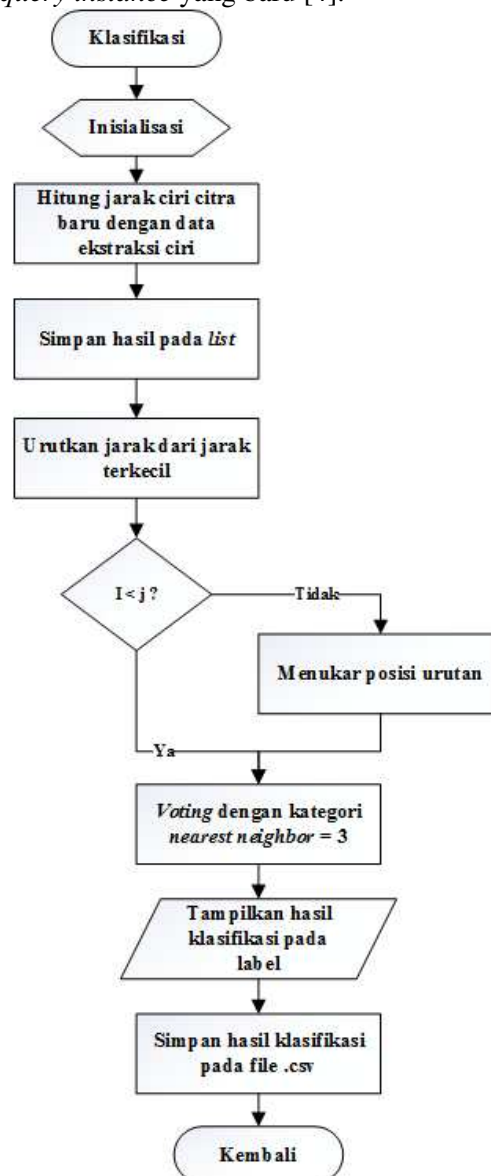 query instance yang baru [4].
Klasifikasi
Inisialisasi
Hitung jarak ciri citra
baru dengan data
ekstraksi ciri
Simpan hasil pada list
Urutkan jarak dari jarak
terkecil
I < j ?
Tidak
Menukar posisi urutan
Ya
Voting dengan kategori
nearest neighbor = 3
Tampilkan hasil
klasifikasi pada
label
Simpan hasil klasifikasi
pada file .csv
Kembali